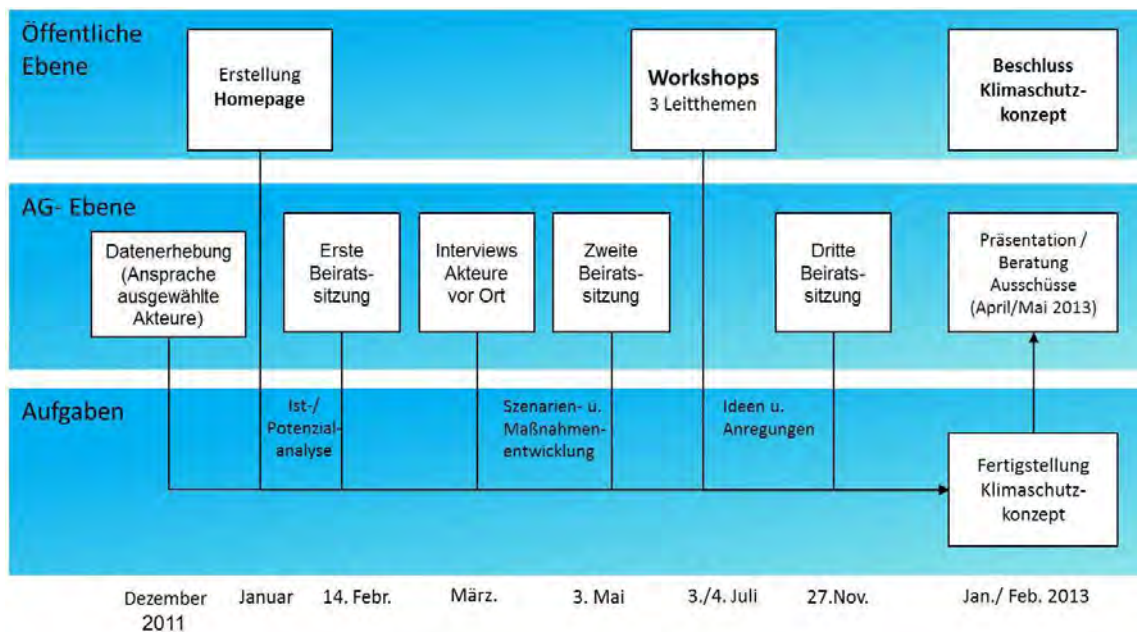 Öffentliche
Ebene
Erstellung
Homepage
Workshops
3 Leitthemen
Beschluss
Klimaschutz-
konzept
AG- Ebene
Datenerhebung
(Ansprache
ausgewählte
Akteure)
Erste
Beirats-
sitzung
Interviews
Akteure
vor Ort
Zweite
Beirats-
sitzung
Dritte
Beirats-
sitzung
Präsentation /
Beratung
Ausschüsse
(April/Mai 2013)
Aufgaben
Ist-/
Potenzial-
analyse
Szenarien- u.
Maßnahmen-
entwicklung
Ideen u.
Anregungen
Fertigstellung
Klimaschutz-
konzept
Dezember
2011
Januar
14. Febr.
März.
3. Mai
3./4. Juli
27.Nov.
Jan./ Feb. 2013